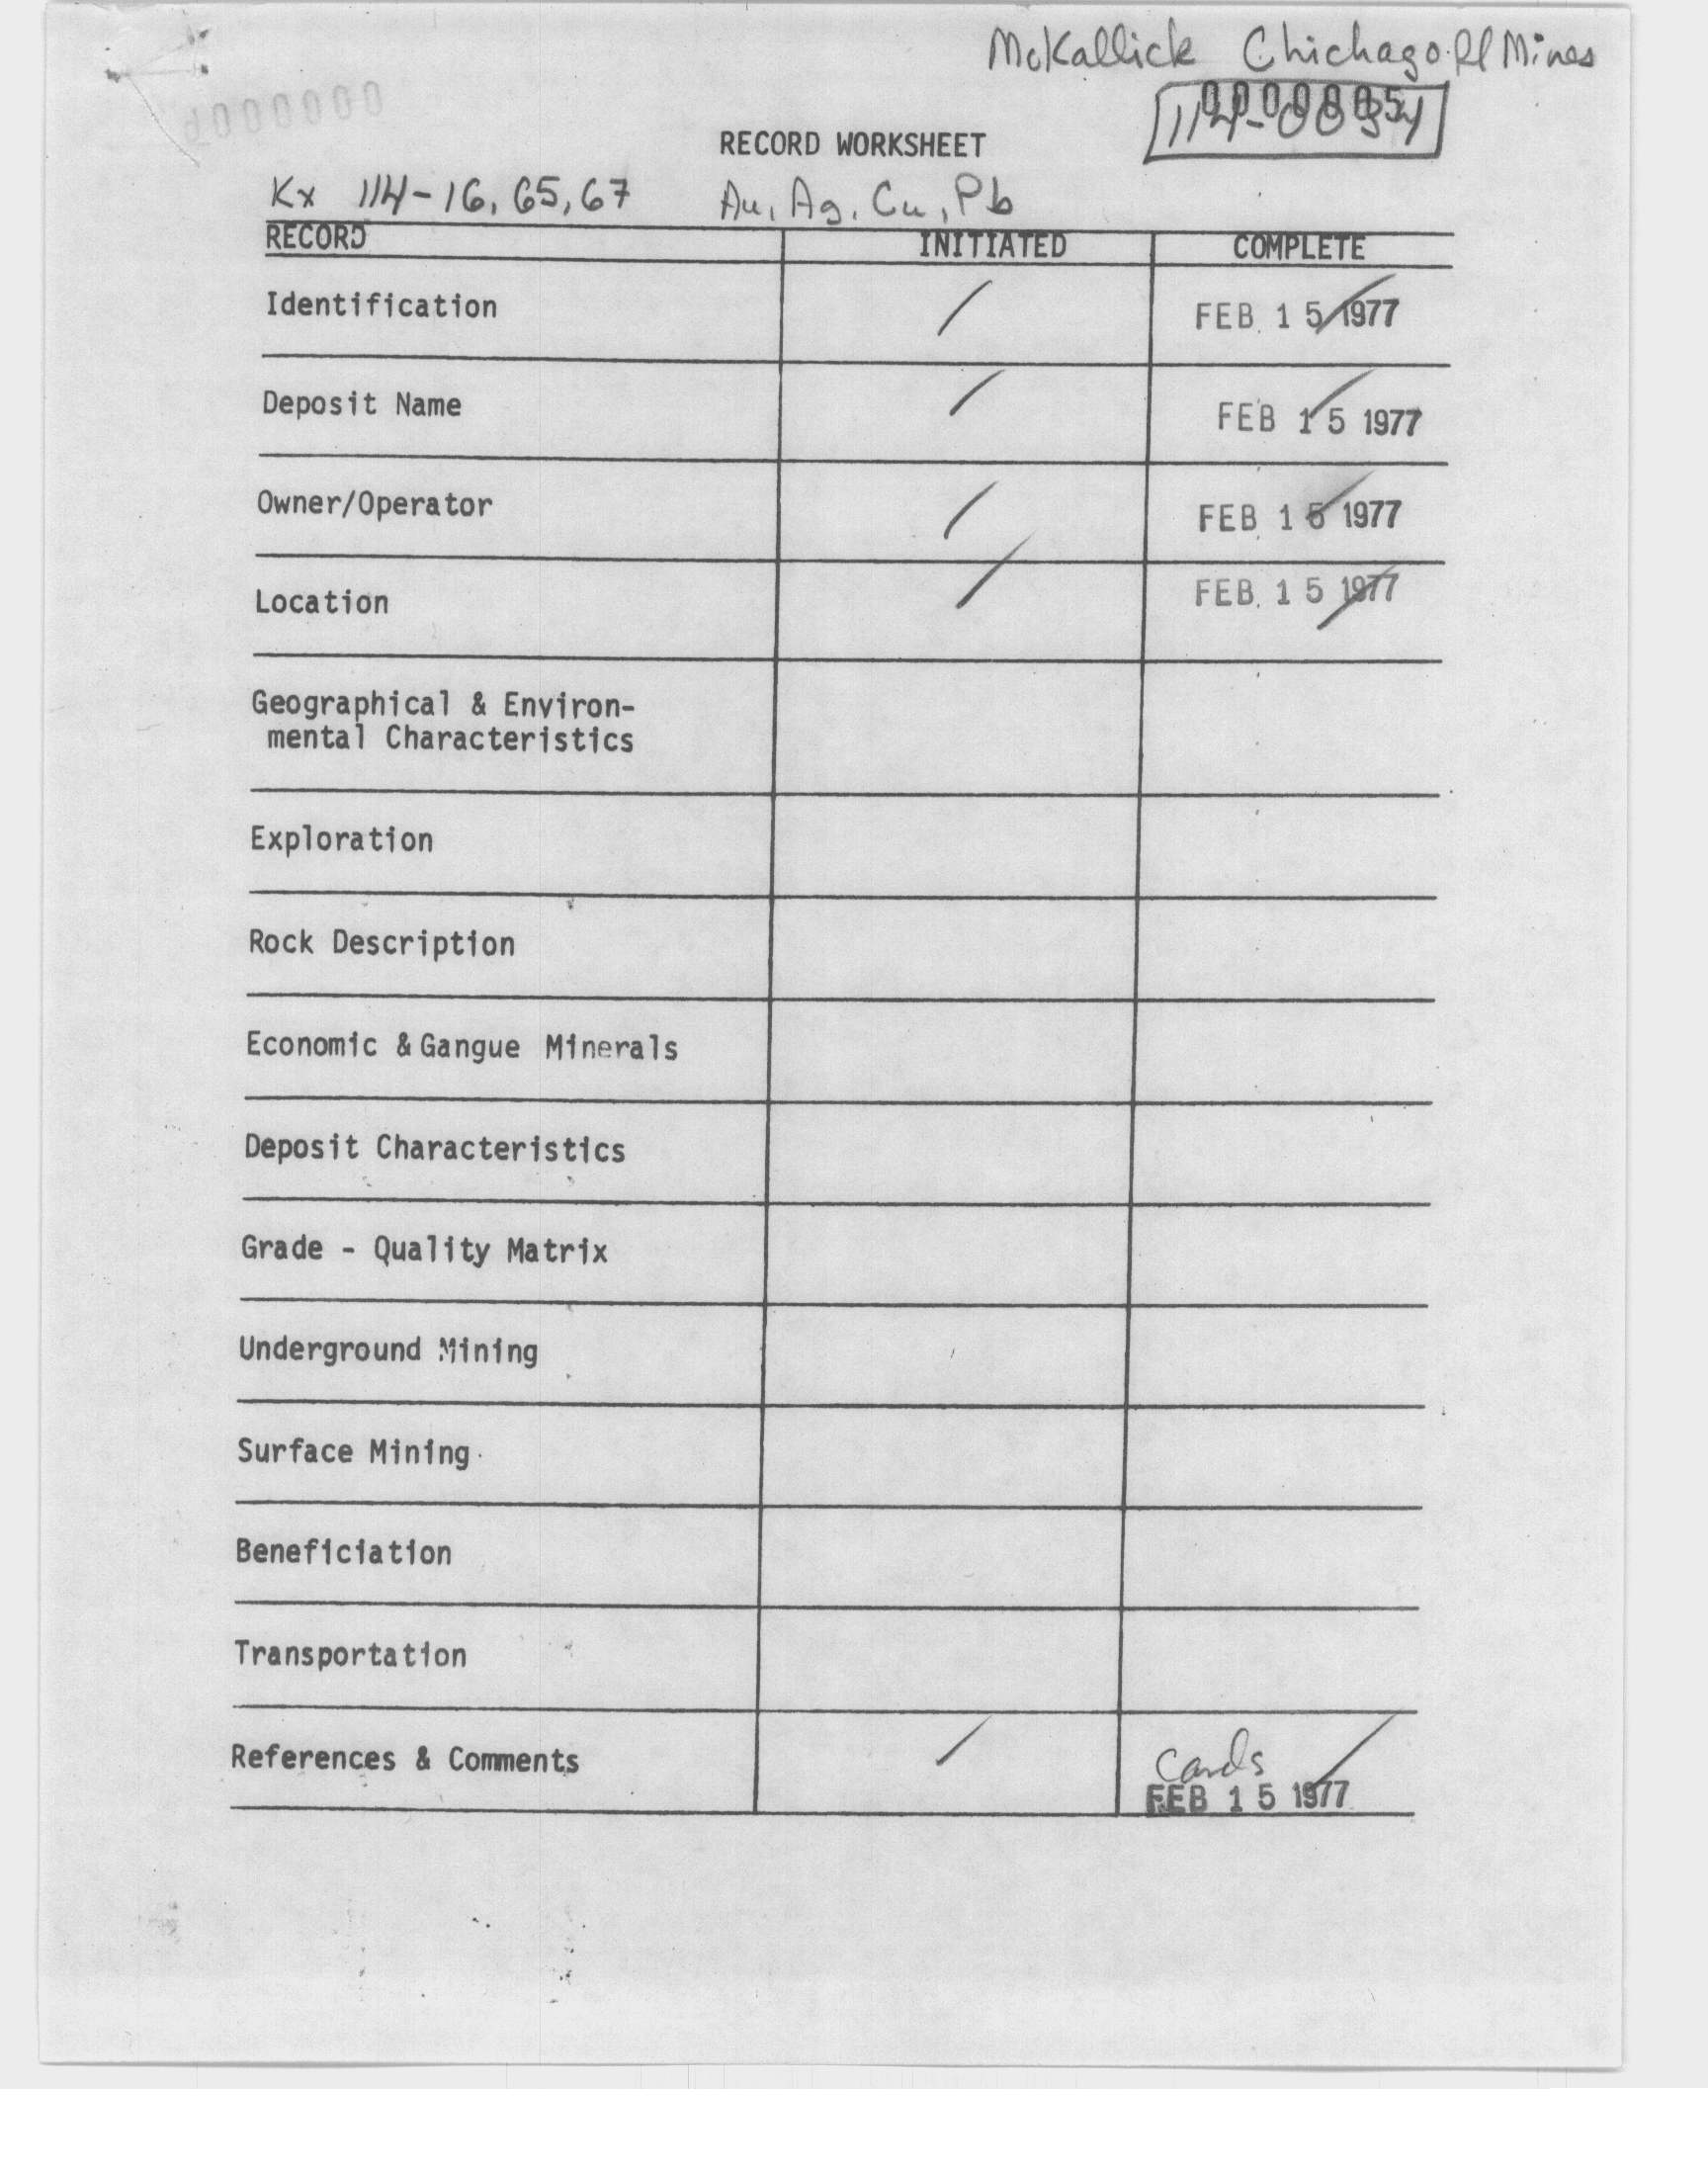 McKallick Chichagof Mines
RECORD WORKSHEET
Kx 114-16, 65, 67 Au, Ag, Cu, Pb
RECORD INITIATED COMPLETE
Identification / FEB 15 1977
Deposit Name / FEB 15 1977
Owner/Operator / FEB 15 1977
Location / FEB 15 1977
Geographical & Environ-
mental Characteristics
Exploration
Rock Description
Economic & Gangue Minerals
Deposit Characteristics
Grade - Quality Matrix
Underground Mining
Surface Mining
Beneficiation
Transportation
References & Comments / Cards
FEB 15 1977